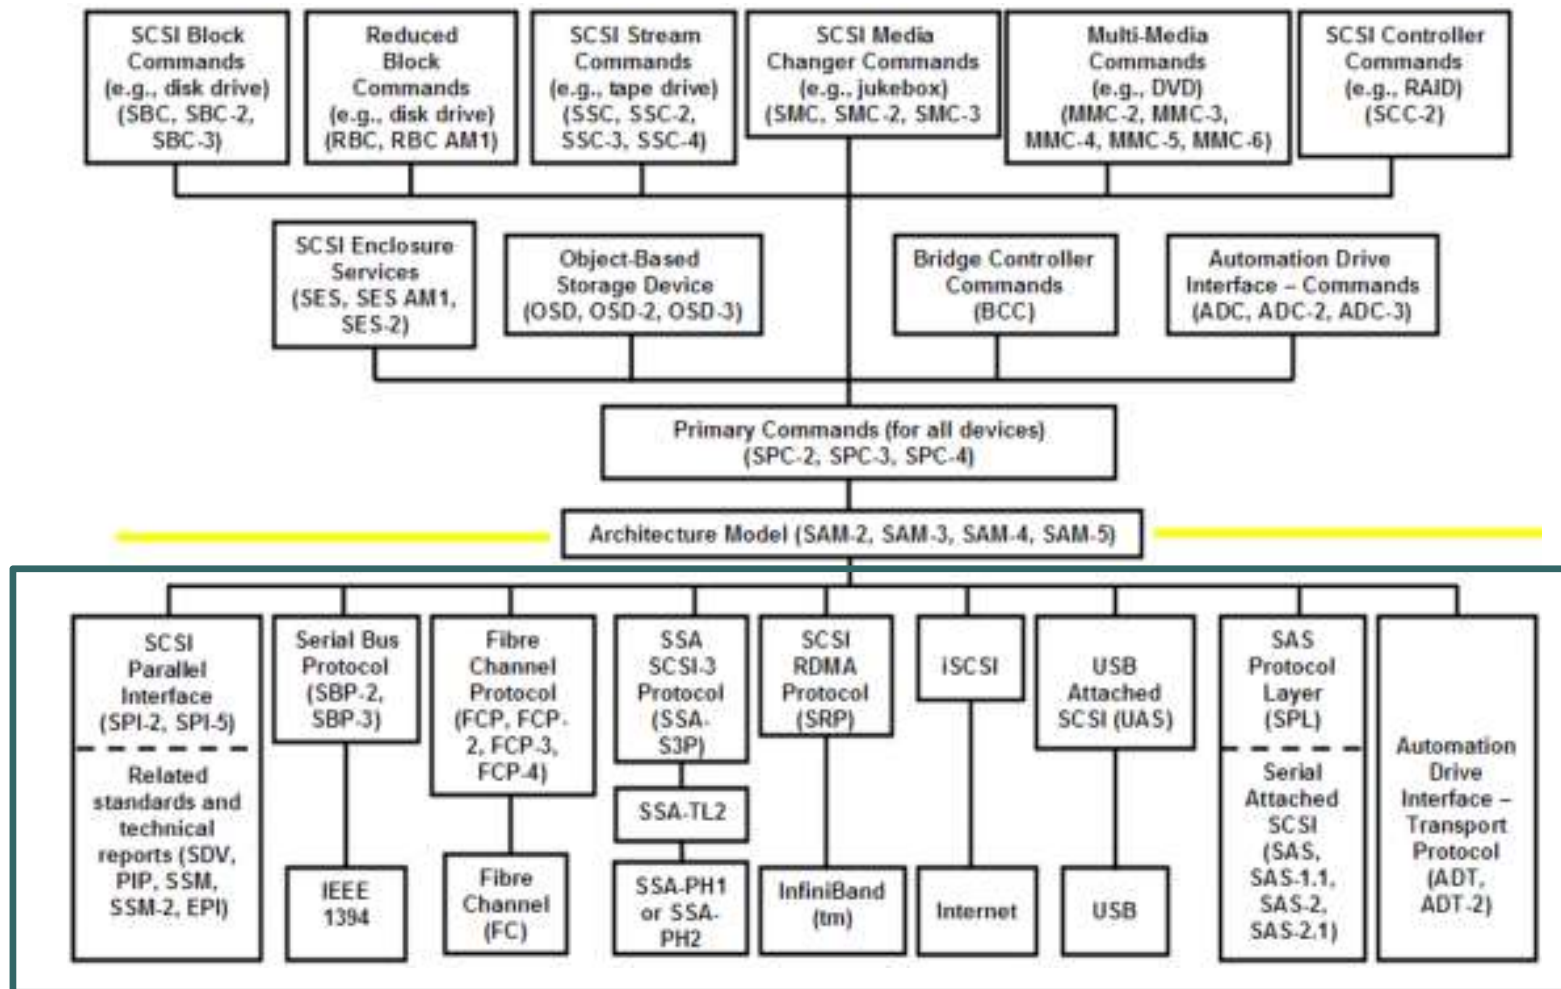 SCSI Block
Commands
(e.g., disk drive)
(SBC, SBC-2,
SBC-3)
Reduced
Block
Commands
(e.g., disk drive)
(RBC, RBC AM1)
SCSI Stream
Commands
(e.g., tape drive)
(SSC, SSC-2,
SSC-3, SSC-4)
SCSI Media
Changer Commands
(e.g., jukebox)
(SMC, SMC-2, SMC-3
Multi-Media
Commands
(e.g., DVD)
(MMC-2, MMC-3,
MMC-4, MMC-5, MMC-6)
SCSI Controller
Commands
(e.g., RAID)
(SCC-2)
SCSI Enclosure
Services
(SES, SES AM1,
SES-2)
Object-Based
Storage Device
(OSD, OSD-2, OSD-3)
Bridge Controller
Commands
(BCC)
Automation Drive
Interface – Commands
(ADC, ADC-2, ADC-3)
Primary Commands (for all devices)
(SPC-2, SPC-3, SPC-4)
Architecture Model (SAM-2, SAM-3, SAM-4, SAM-5)
SCSI
Parallel
Interface
(SPI-2, SPI-5)
Related
standards and
technical
reports (SDV,
PIP, SSM,
SSM-2, EPI)
Serial Bus
Protocol
(SBP-2,
SBP-3)
IEEE
1394
Fibre
Channel
Protocol
(FCP, FCP-
2, FCP-3,
FCP-4)
Fibre
Channel
(FC)
SSA
SCSI-3
Protocol
(SSA-
S3P)
SSA-TL2
SSA-PH1
or SSA-
PH2
SCSI
RDMA
Protocol
(SRP)
InfiniBand
(tm)
iSCSI
Internet
USB
Attached
SCSI (UAS)
USB
SAS
Protocol
Layer
(SPL)
Serial
Attached
SCSI
(SAS,
SAS-1.1,
SAS-2,
SAS-2.1)
Automation
Drive
Interface –
Transport
Protocol
(ADT,
ADT-2)